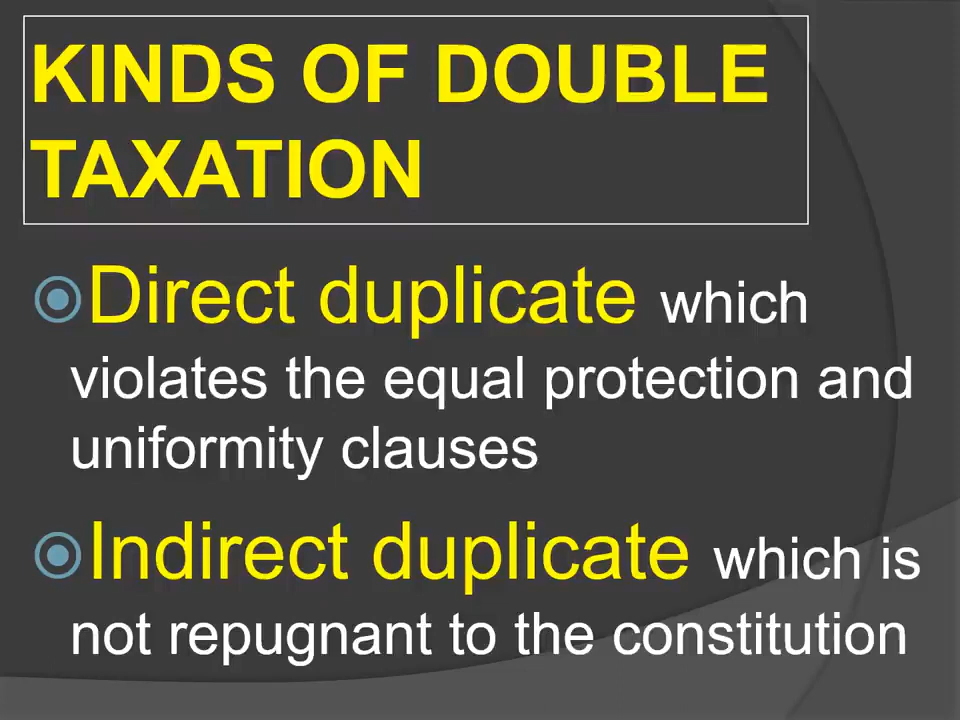 KINDS OF DOUBLE
TAXATION
Direct duplicate which
violates the equal protection and
uniformity clauses
Indirect duplicate which is
not repugnant to the constitution